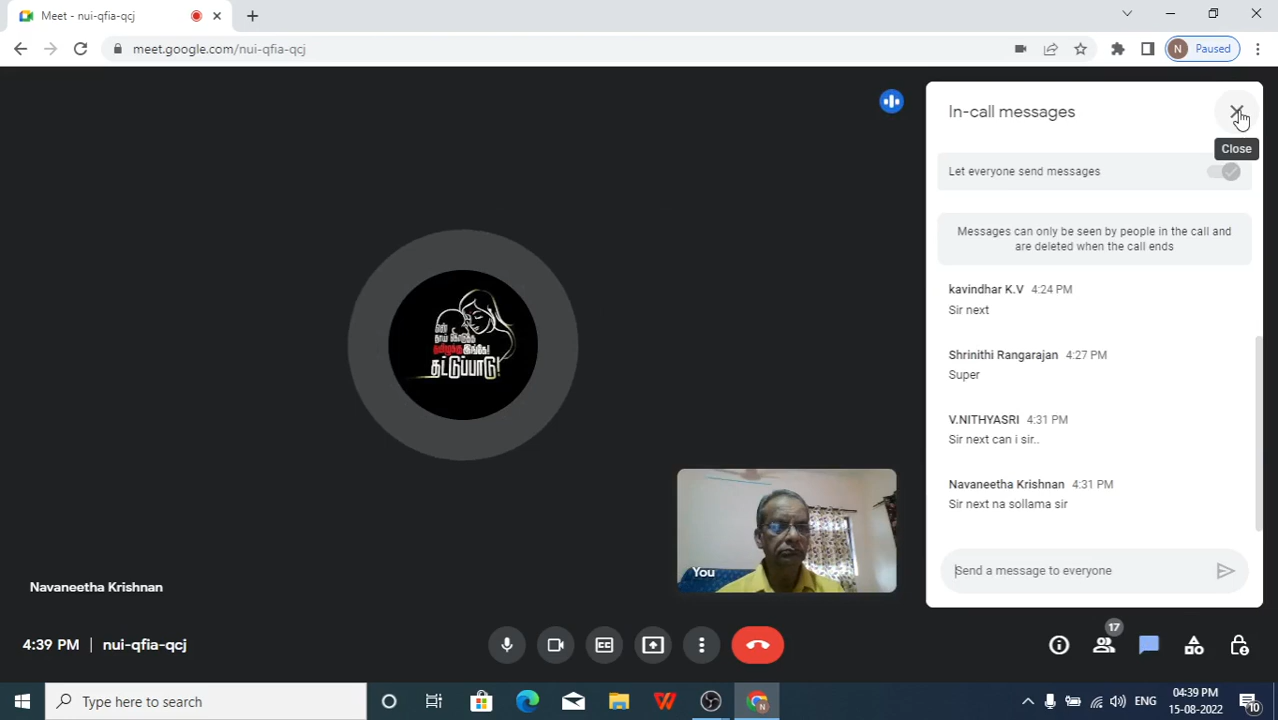 Meet - nui-qfia-qcj
meet.google.com/nui-qfia-qcj
N
Paused
In-call messages
Close
Let everyone send messages
Messages can only be seen by people in the call and
are deleted when the call ends
kavindhar K.V 4:24 PM
Sir next
Shrinithi Rangarajan 4:27 PM
Super
V.NITHYASRI 4:31 PM
Sir next can i sir..
Navaneetha Krishnan 4:31 PM
Sir next na sollama sir
Send a message to everyone
என்
தாய் கொடுத்த
தமிழுக்கு இங்கே!
தட்டுப்பாடு!
You
Navaneetha Krishnan
4:39 PM | nui-qfia-qcj
17
Type here to search
ENG
04:39 PM
15-08-2022
10